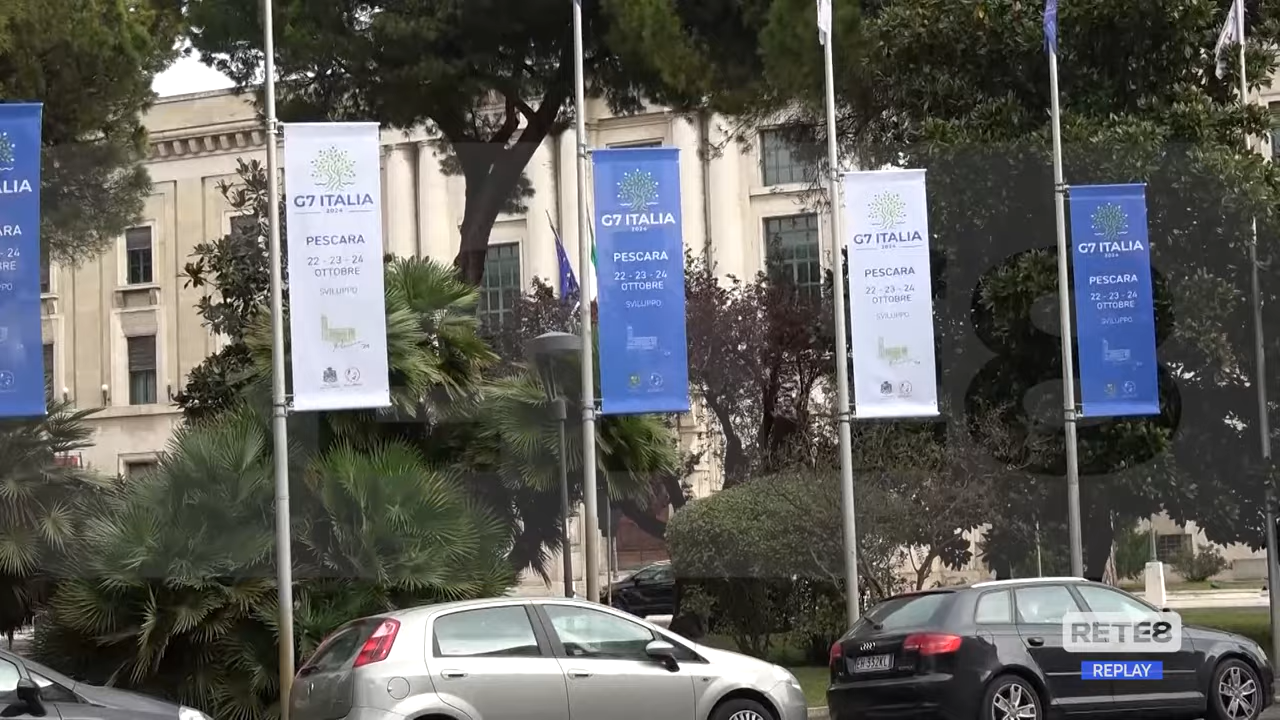 ALIA
G7 ITALIA
2024
PESCARA
22 - 23 - 24
OTTOBRE
SVILUPPO
G7 ITALIA
2024
PESCARA
22 - 23 - 24
OTTOBRE
SVILUPPO
G7 ITALIA
2024
PESCARA
22 - 23 - 24
OTTOBRE
SVILUPPO
G7 ITALIA
2024
PESCARA
22 - 23 - 24
OTTOBRE
SVILUPPO
RETE8
REPLAY